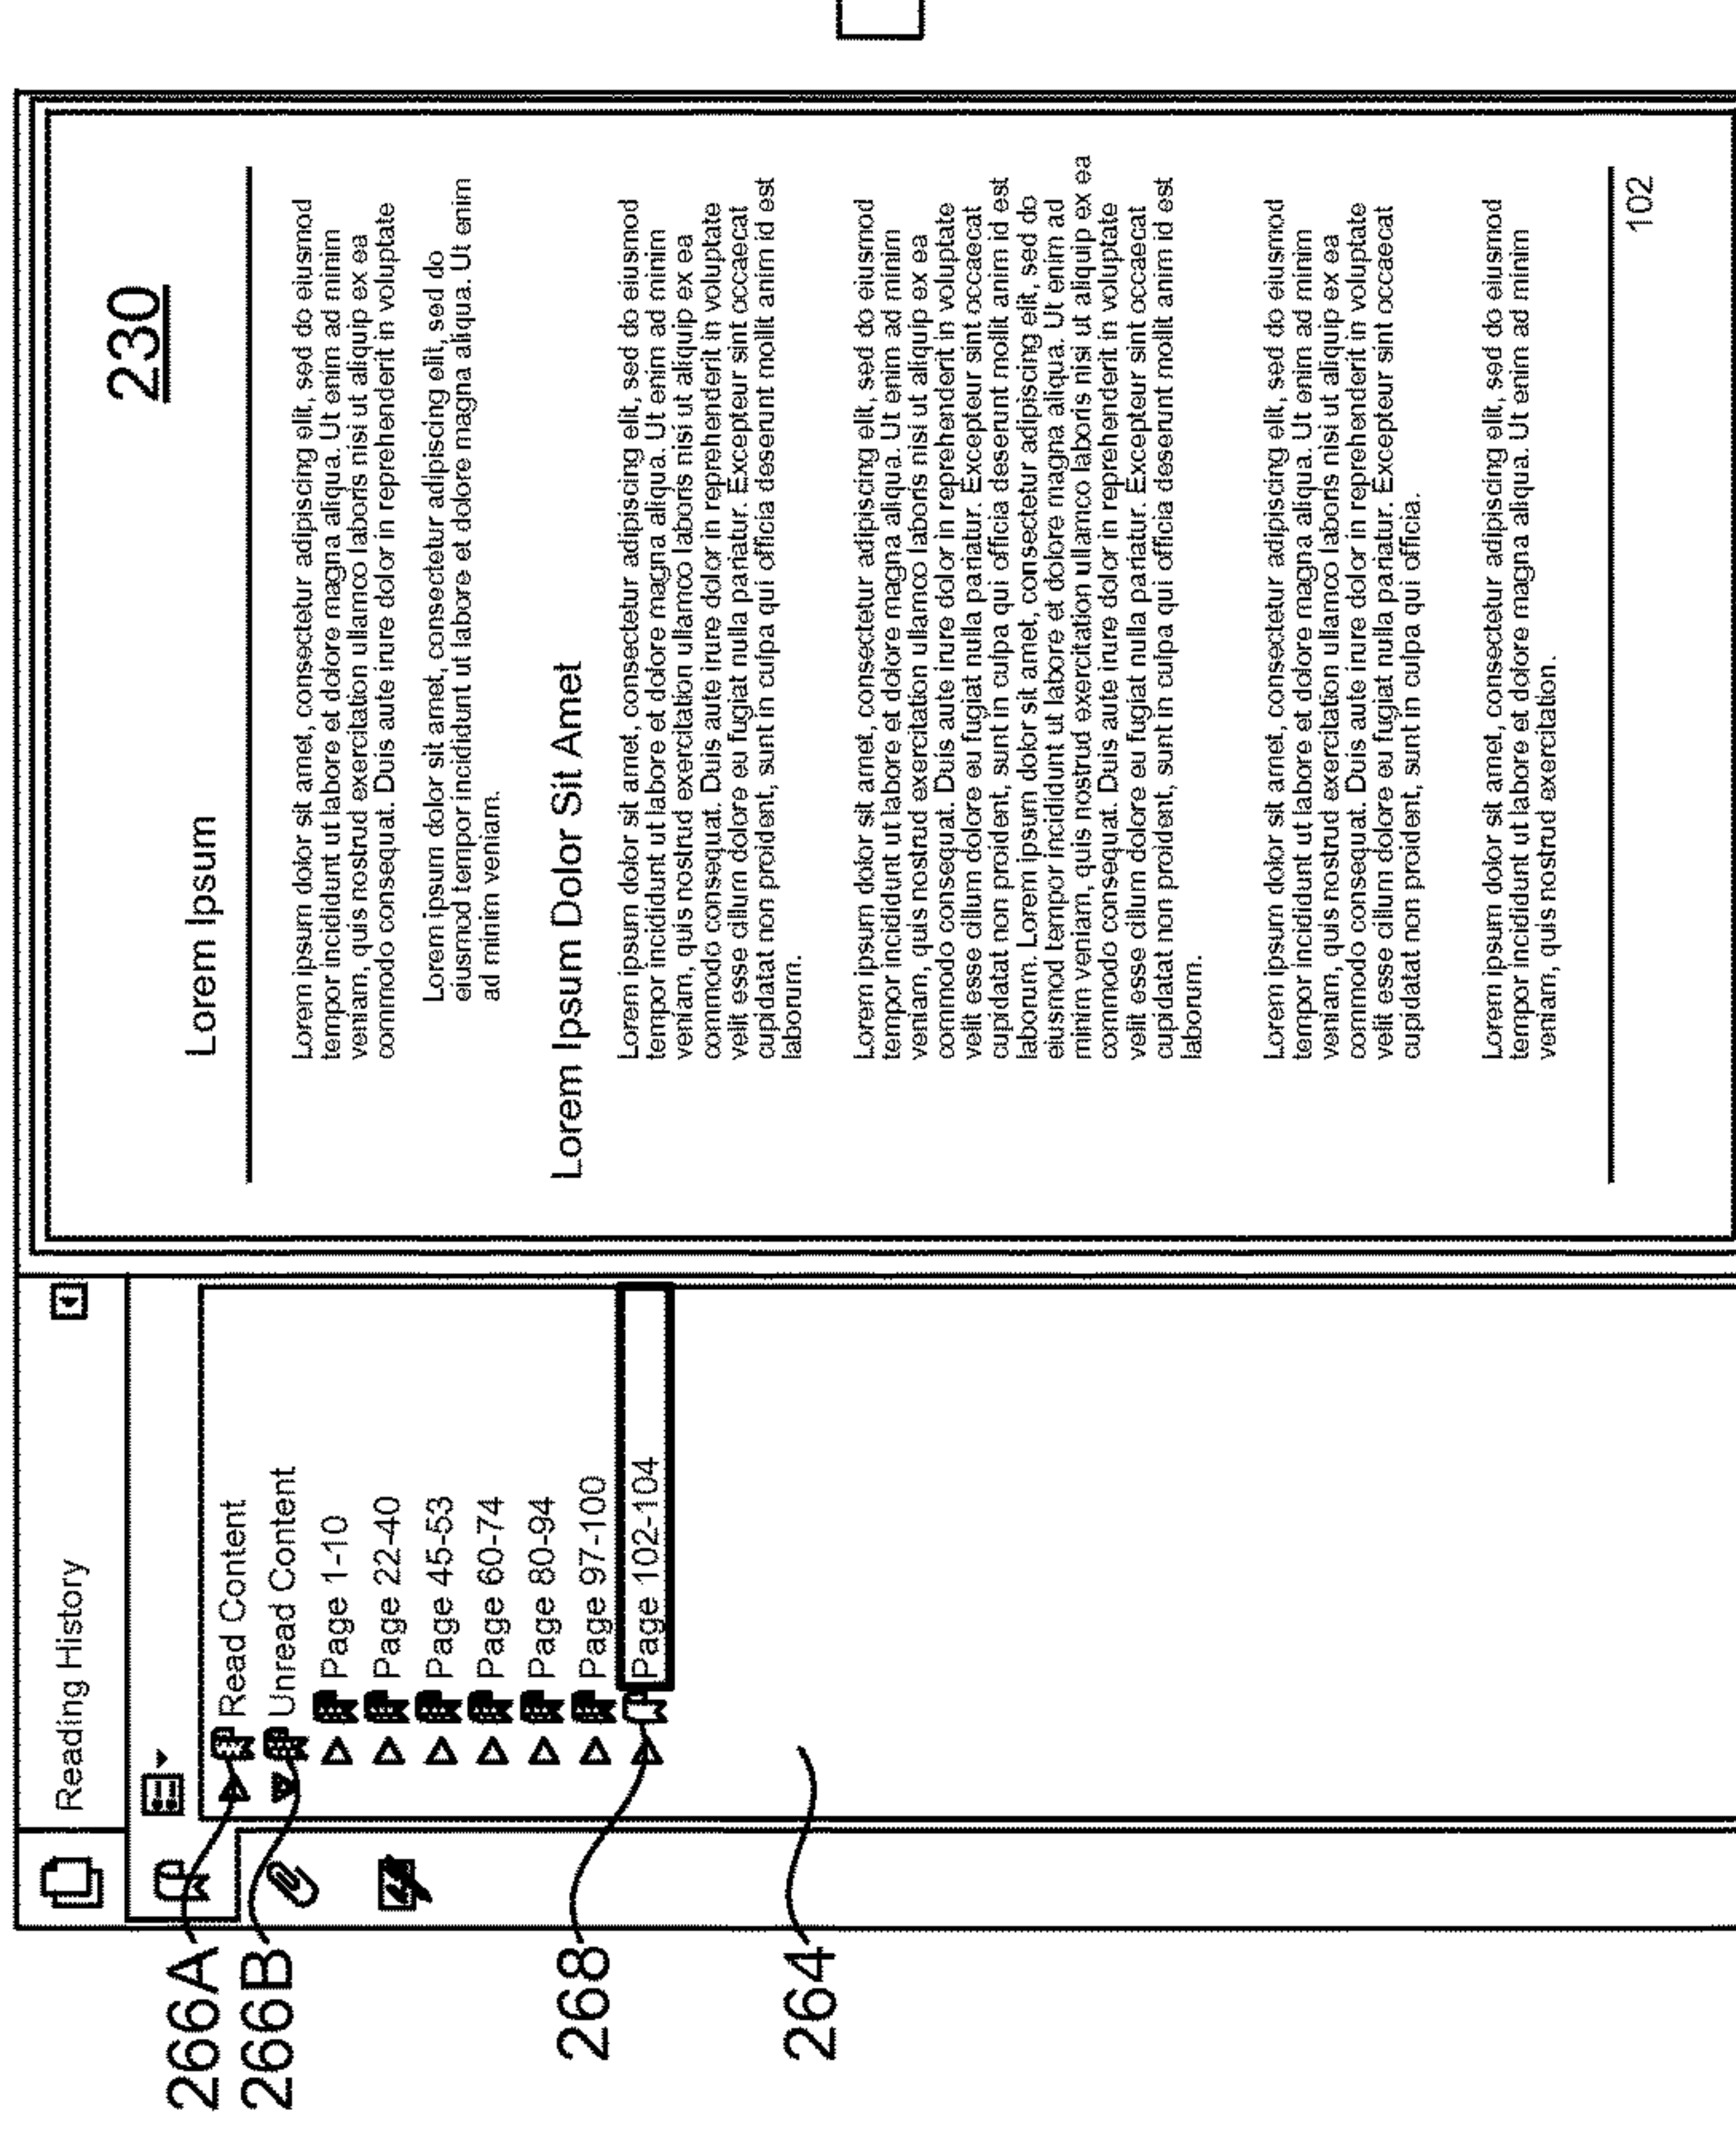 266A
266B
268
264
Reading History
Read Content
Unread Content
Page 1-10
Page 22-40
Page 45-53
Page 60-74
Page 80-94
Page 97-100
Page 102-104
230
Lorem Ipsum
Lorem ipsum dolor sit amet, consectetur adipiscing elit, sed do eiusmod
tempor incididunt ut labore et dolore magna aliqua. Ut enim ad minim
veniam, quis nostrud exercitation ullamco laboris nisi ut aliquip ex ea
commodo consequat. Duis aute irure dolor in reprehenderit in voluptate
Lorem ipsum dolor sit amet, consectetur adipiscing elit, sed do
eiusmod tempor incididunt ut labore et dolore magna aliqua. Ut enim
ad minim veniam.
Lorem Ipsum Dolor Sit Amet
Lorem ipsum dolor sit amet, consectetur adipiscing elit, sed do eiusmod
tempor incididunt ut labore et dolore magna aliqua. Ut enim ad minim
veniam, quis nostrud exercitation ullamco laboris nisi ut aliquip ex ea
commodo consequat. Duis aute irure dolor in reprehenderit in voluptate
velit esse cillum dolore eu fugiat nulla pariatur. Excepteur sint occaecat
cupidatat non proident, sunt in culpa qui officia deserunt mollit anim id est
laborum.
Lorem ipsum dolor sit amet, consectetur adipiscing elit, sed do eiusmod
tempor incididunt ut labore et dolore magna aliqua. Ut enim ad minim
veniam, quis nostrud exercitation ullamco laboris nisi ut aliquip ex ea
commodo consequat. Duis aute irure dolor in reprehenderit in voluptate
velit esse cillum dolore eu fugiat nulla pariatur. Excepteur sint occaecat
cupidatat non proident, sunt in culpa qui officia deserunt mollit anim id est
laborum. Lorem ipsum dolor sit amet, consectetur adipiscing elit, sed do
eiusmod tempor incididunt ut labore et dolore magna aliqua. Ut enim ad
minim veniam, quis nostrud exercitation ullamco laboris nisi ut aliquip ex ea
commodo consequat. Duis aute irure dolor in reprehenderit in voluptate
velit esse cillum dolore eu fugiat nulla pariatur. Excepteur sint occaecat
cupidatat non proident, sunt in culpa qui officia deserunt mollit anim id est
laborum.
Lorem ipsum dolor sit amet, consectetur adipiscing elit, sed do eiusmod
tempor incididunt ut labore et dolore magna aliqua. Ut enim ad minim
veniam, quis nostrud exercitation ullamco laboris nisi ut aliquip ex ea
commodo consequat. Duis aute irure dolor in reprehenderit in voluptate
velit esse cillum dolore eu fugiat nulla pariatur. Excepteur sint occaecat
cupidatat non proident, sunt in culpa qui officia.
Lorem ipsum dolor sit amet, consectetur adipiscing elit, sed do eiusmod
tempor incididunt ut labore et dolore magna aliqua. Ut enim ad minim
veniam, quis nostrud exercitation.
102